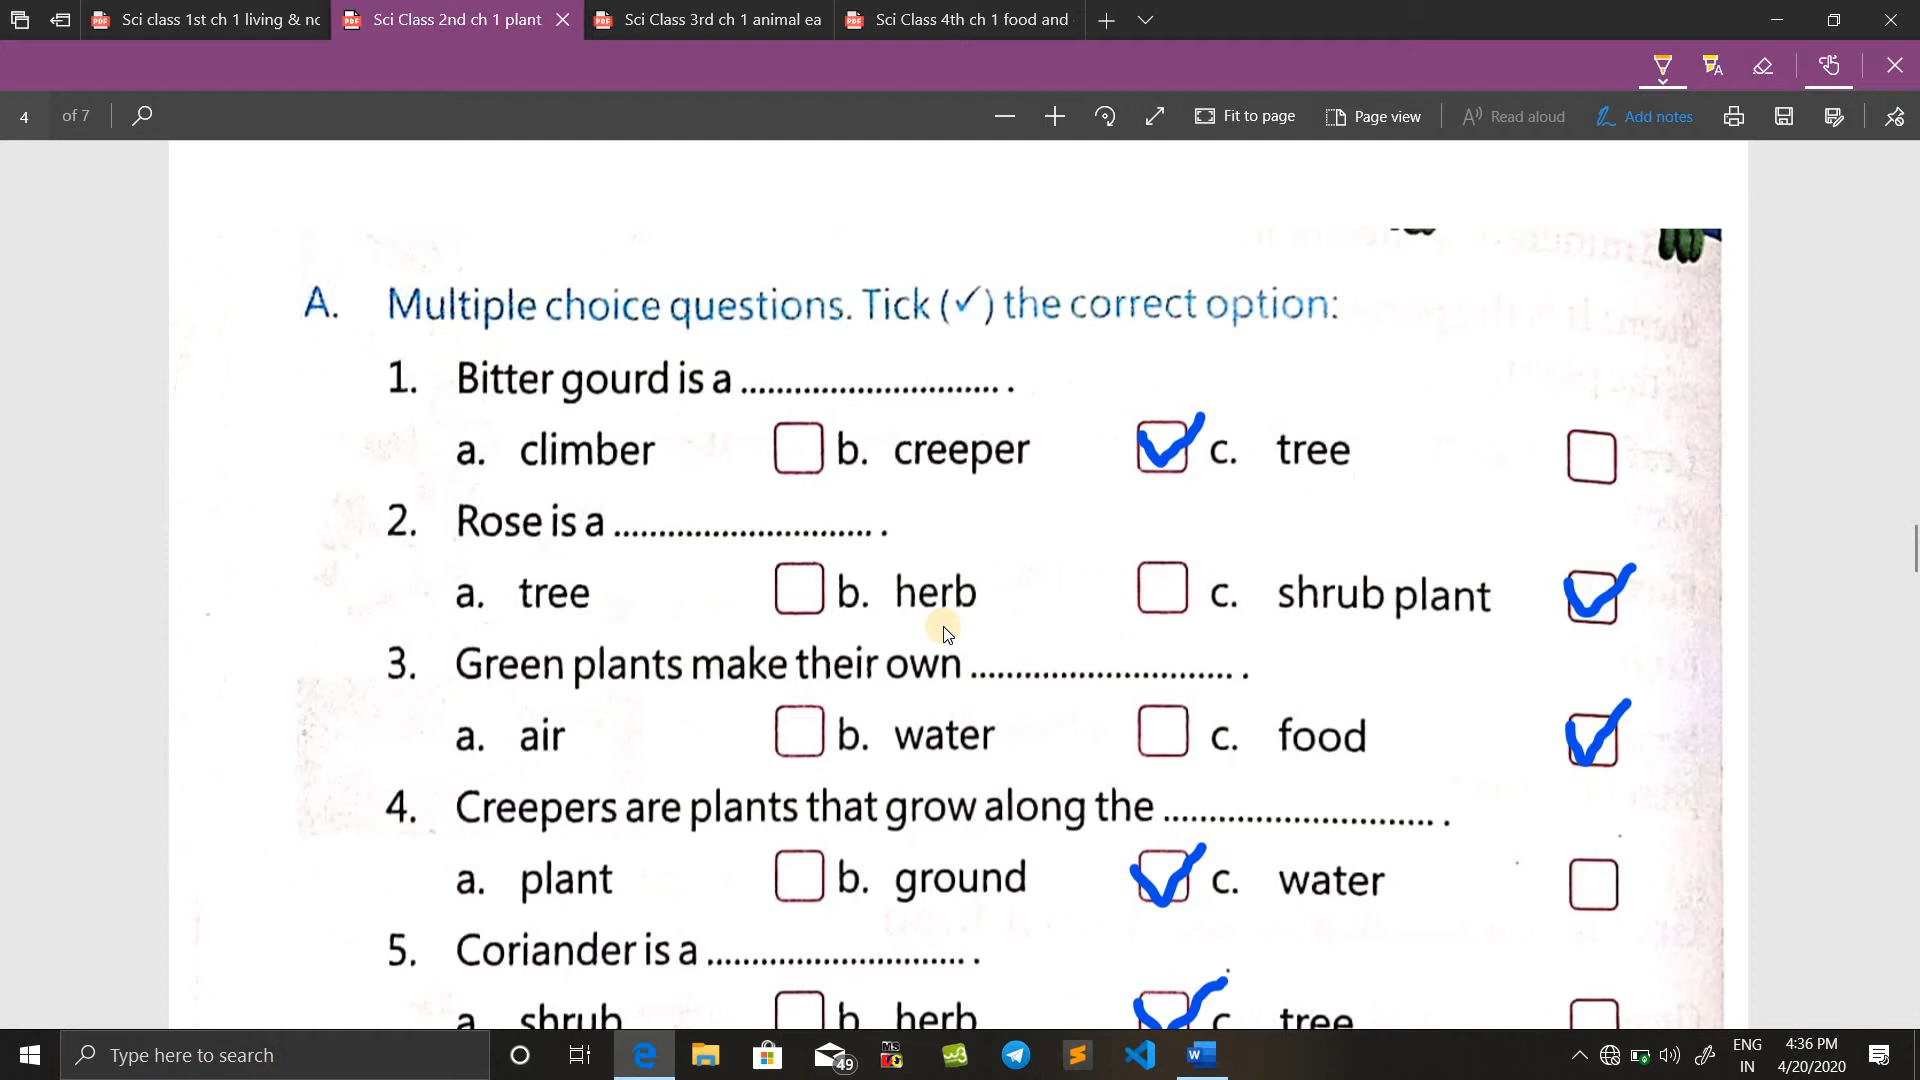 Sci class 1st ch 1 living & no
Sci Class 2nd ch 1 plant
Sci Class 3rd ch 1 animal ea
Sci Class 4th ch 1 food and
4 of 7
Fit to page
Page view
Read aloud
Add notes
A. Multiple choice questions. Tick (✓) the correct option:
1. Bitter gourd is a ............................ .
a. climber b. creeper c. tree
2. Rose is a ............................ .
a. tree b. herb c. shrub plant
3. Green plants make their own ............................ .
a. air b. water c. food
4. Creepers are plants that grow along the ............................ .
a. plant b. ground c. water
5. Coriander is a ............................ .
a shrub b herb c tree
Type here to search
49
MS
w3
ENG
IN
4:36 PM
4/20/2020